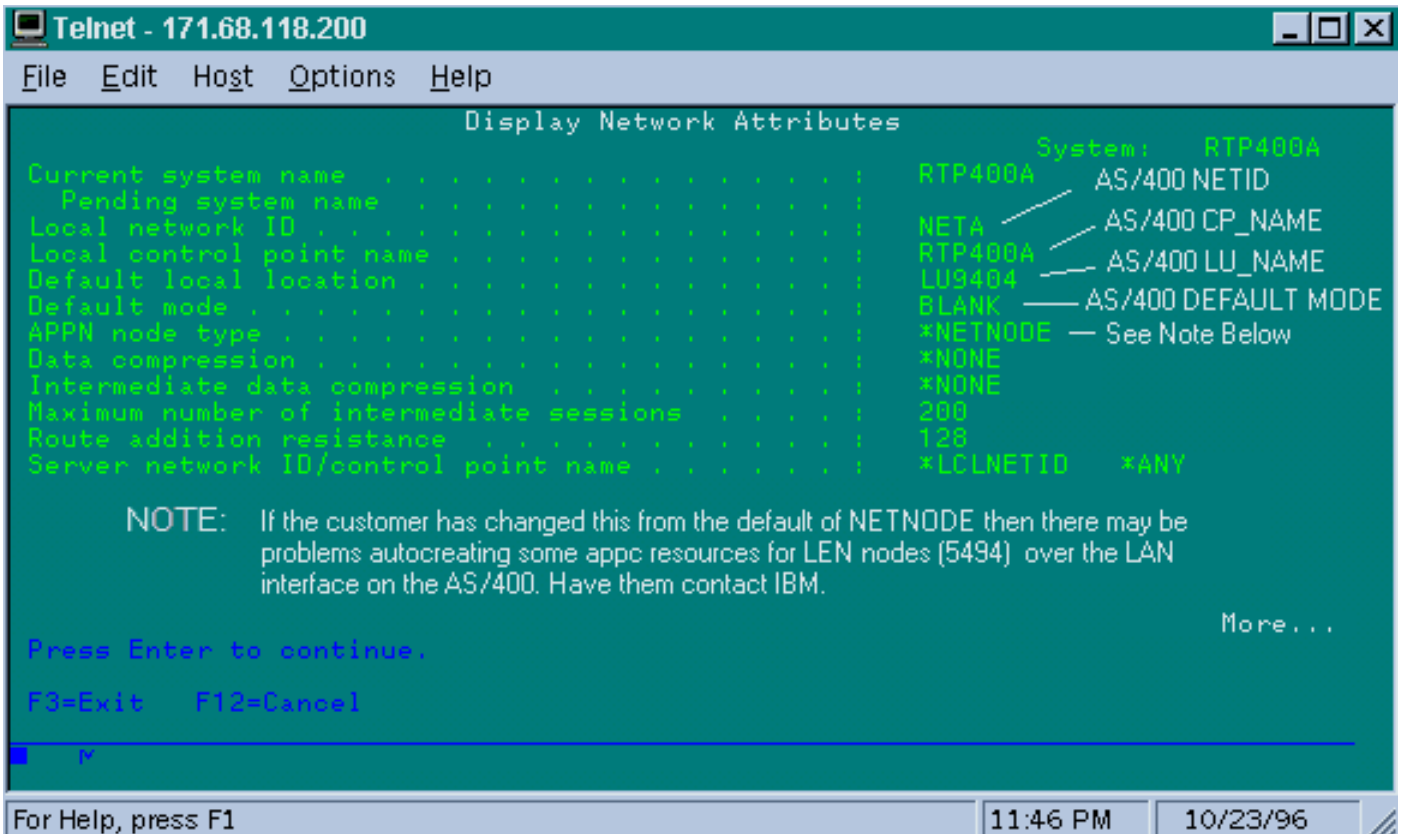 Telnet - 171.68.118.200
File Edit Host Options Help
Display Network Attributes
System: RTP400A
Current system name . . . . . . . . . . . . . . : RTP400A
Pending system name . . . . . . . . . . . . . :
AS/400 NETID
Local network ID . . . . . . . . . . . . . . . . : NETA
AS/400 CP_NAME
Local control point name . . . . . . . . . . . . : RTP400A
AS/400 LU_NAME
Default local location . . . . . . . . . . . . . : LU9404
Default mode . . . . . . . . . . . . . . . . . . : BLANK
AS/400 DEFAULT MODE
APPN node type . . . . . . . . . . . . . . . . . : *NETNODE
See Note Below
Data compression . . . . . . . . . . . . . . . . : *NONE
Intermediate data compression . . . . . . . . . : *NONE
Maximum number of intermediate sessions . . . . : 200
Route addition resistance . . . . . . . . . . . : 128
Server network ID/control point name . . . . . . : *LCLNETID *ANY
NOTE: If the customer has changed this from the default of NETNODE then there may be
problems autocreating some appc resources for LEN nodes (5494) over the LAN
interface on the AS/400. Have them contact IBM.
More...
Press Enter to continue.
F3=Exit F12=Cancel
For Help, press F1
11:46 PM
10/23/96